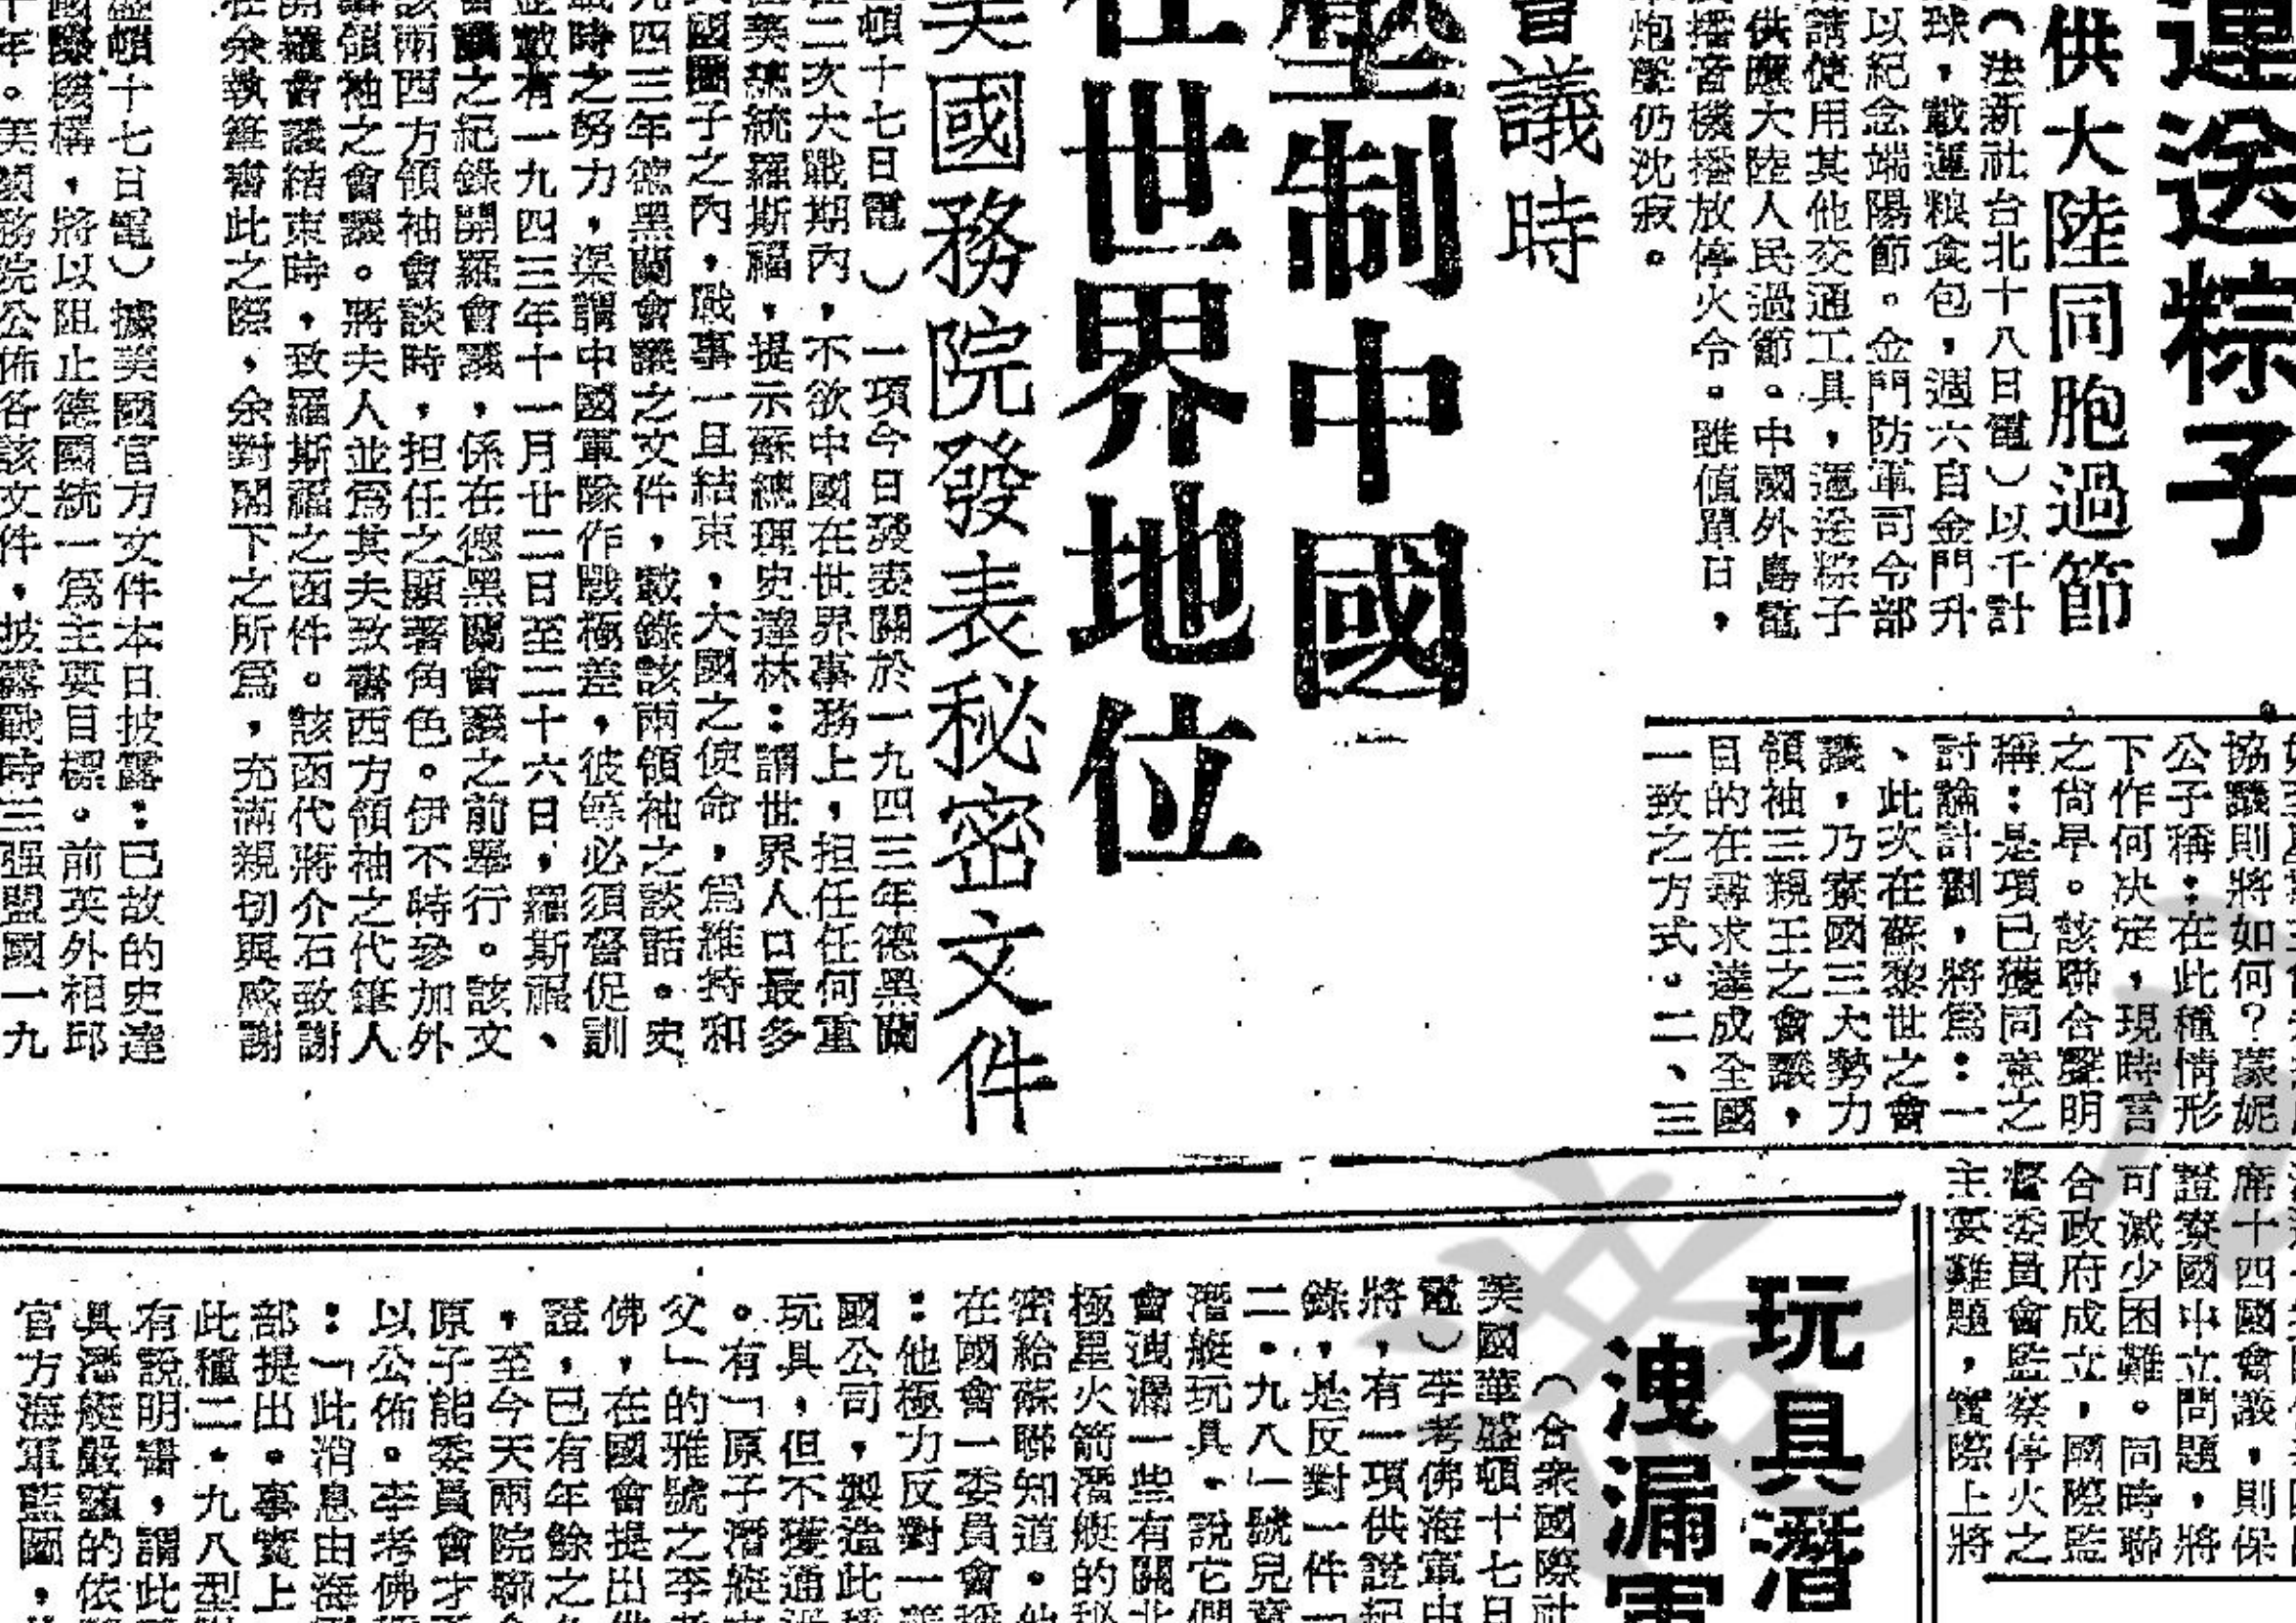 運送粽子
供大陸同胞過節
(法新社台北十八日電)以千計
球,載運粮食包,週六自金門升
以紀念端陽節。金門防軍司令部
請使用其他交通工具,運送粽子
供應大陸人民過節。中國外島電
播音機播放停火令。雖值單日,
炮擊仍沈寂。
協議則將如何?蒙妮
公子稱:在此種情形
下作何決定,現時言
之尚早。該聯合聲明
稱:是項已獲同意之
討論計劃,將爲:一
、此次在蘇黎世之會
議,乃寮國三大勢力
領袖三親王之會議,
目的在尋求達成全國
一致之方式。二、三
席十四國會議,則保
證寮國中立問題,將
可減少困難。同時聯
合政府成立,國際監
督委員會監察停火之
主要難題,實際上將
會議時
壓制中國
在世界地位
美國務院發表秘密文件
盛頓十七日電 )一項今日發表關於一九四三年德黑蘭
在二次大戰期內,不欲中國在世界事務上,担任任何重
美總統羅斯福,提示蘇總理史達林:謂世界人口最多
國圈子之內,戰事一旦結束,大國之使命,爲維持和
九四三年德黑蘭會議之文件,載錄該兩領袖之談話。史
戰時之努力,渠謂中國軍隊作戰極差,彼等必須督促訓
數有一九四三年十一月廿二日至二十六日,羅斯福、
會議之紀錄開羅會議,係在德黑蘭會議之前舉行。該文
該兩西方領袖會談時,担任之顯著角色。伊不時參加外
領袖之會議。蔣夫人並爲其夫致書西方領袖之代筆人
開羅會議結束時,致羅斯福之函件。該函代蔣介石致謝
在余執筆書此之際,余對閣下之所爲,充滿親切與感謝
盛頓十七日電)據美國官方文件本日披露:已故的史達
國際機構,將以阻止德國統一爲主要目標。前英外相邱
十年。美國務院公佈各該文件,披露戰時三强盟國一九
玩具潛
洩漏
(合衆國際社
美國華盛頓十七日
電)李考佛海軍中
將,有一項供證紀
錄,是反對一件「
二・九八」號兒童
潛艇玩具,說它們
會洩漏一些有關北
極星火箭潛艇的秘
密給蘇聯知道。他
在國會一委員會
:他極力反對一
國公司,製造此
玩具,但不獲通
。有「原子潛艇
父」的雅號之李
佛,在國會提出
證,已有年餘之
,至今天兩院聯
原子能委員會才
以公佈。李考佛
:「此消息由海
部提出。事實上
此種二・九八型
有說明書,謂此
具潛艇嚴謹的依
官方海軍藍圖,